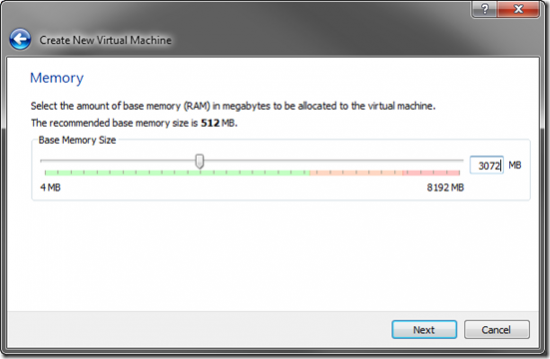 Create New Virtual Machine
Memory
Select the amount of base memory (RAM) in megabytes to be allocated to the virtual machine.
The recommended base memory size is 512 MB.
Base Memory Size
3072 MB
4 MB 8192 MB
Next Cancel